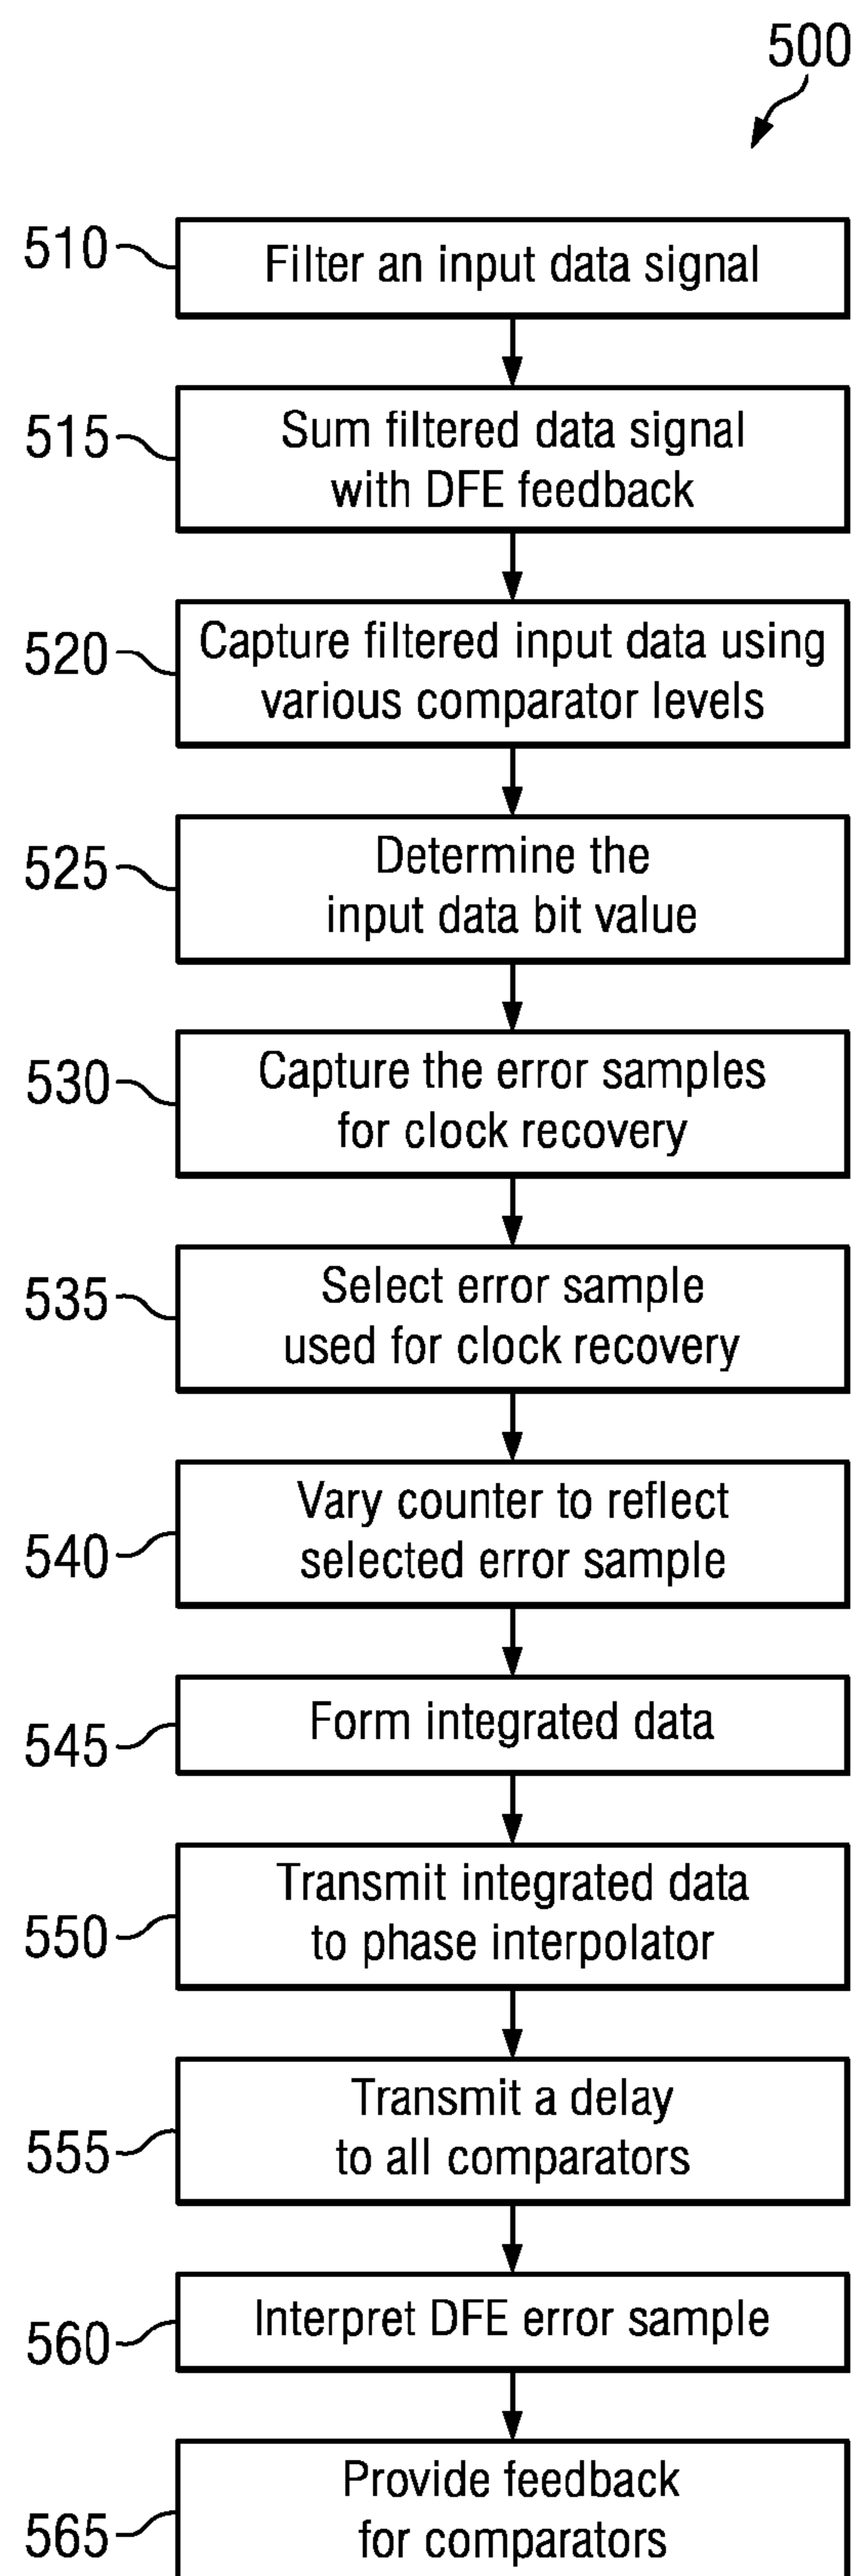 500
510
Filter an input data signal
515
Sum filtered data signal
with DFE feedback
520
Capture filtered input data using
various comparator levels
525
Determine the
input data bit value
530
Capture the error samples
for clock recovery
535
Select error sample
used for clock recovery
540
Vary counter to reflect
selected error sample
545
Form integrated data
550
Transmit integrated data
to phase interpolator
555
Transmit a delay
to all comparators
560
Interpret DFE error sample
565
Provide feedback
for comparators